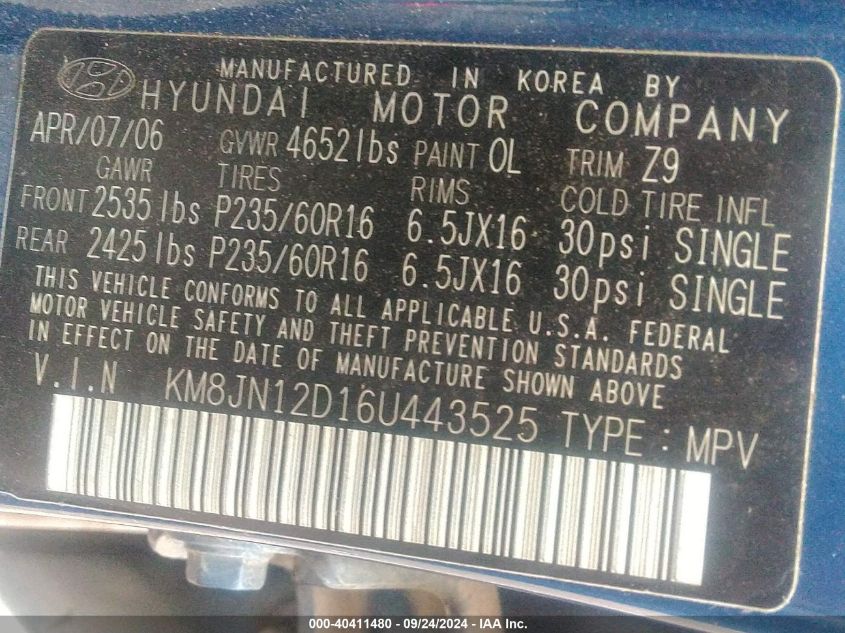 MANUFACTURED IN KOREA BY
HYUNDAI MOTOR COMPANY
APR/07/06 GVWR 4652lbs PAINT OL TRIM Z9
GAWR TIRES RIMS COLD TIRE INFL
FRONT 2535lbs P235/60R16 6.5JX16 30psi SINGLE
REAR 2425lbs P235/60R16 6.5JX16 30psi SINGLE
THIS VEHICLE CONFORMS TO ALL APPLICABLE U.S.A. FEDERAL
MOTOR VEHICLE SAFETY AND THEFT PREVENTION STANDARDS
IN EFFECT ON THE DATE OF MANUFACTURE SHOWN ABOVE
V.I.N KM8JN12D16U443525 TYPE : MPV
000-40411480 - 09/24/2024 - IAA Inc.